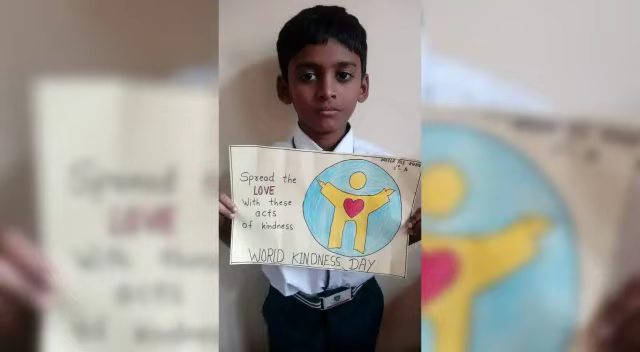 Spread the
LOVE
With these
acts
of kindness
WORLD KINDNESS DAY